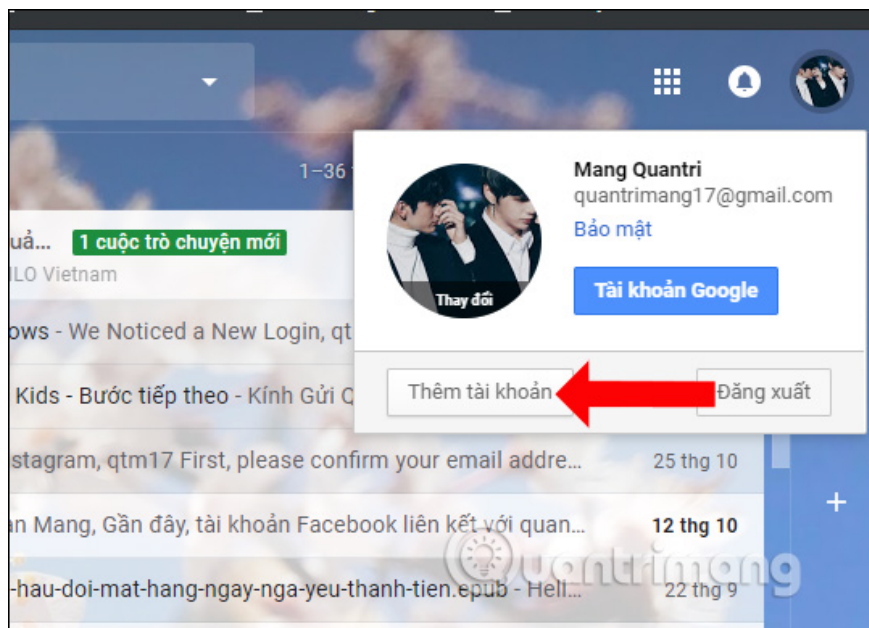 1–36
Mang Quantri
quantrimang17@gmail.com
Bảo mật
Tài khoản Google
Thay đổi
Thêm tài khoản
Đăng xuất
uả... 1 cuộc trò chuyện mới
ILO Vietnam
ows - We Noticed a New Login, qt
Kids - Bước tiếp theo - Kính Gửi Q
stagram, qtm17 First, please confirm your email addre... 25 thg 10
an Mang, Gần đây, tài khoản Facebook liên kết với quan... 12 thg 10
-hau-doi-mat-hang-ngay-nga-yeu-thanh-tien.epub - Hell... 22 thg 9
Quantrimang